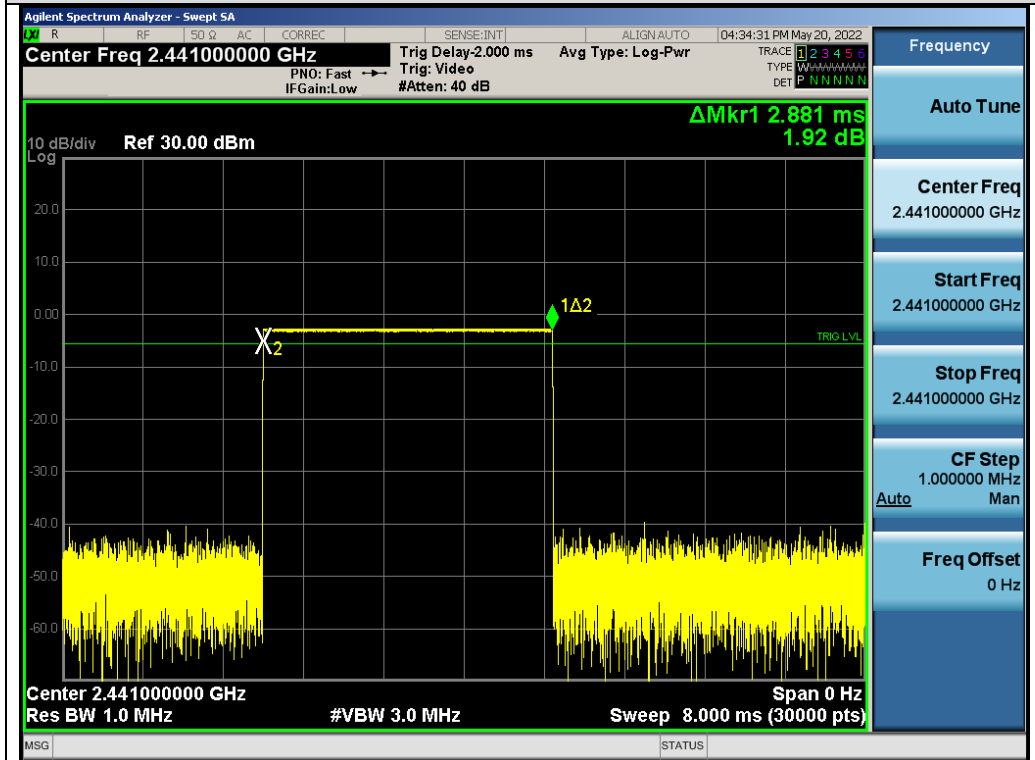 Agilent Spectrum Analyzer - Swept SA
LXI R RF 50 Ω AC CORREC SENSE:INT ALIGN AUTO 04:34:31 PM May 20, 2022
Center Freq 2.441000000 GHz
PNO: Fast
IFGain:Low
Trig Delay-2.000 ms
Trig: Video
#Atten: 40 dB
Avg Type: Log-Pwr
TRACE 1 2 3 4 5 6
TYPE WWWWWW
DET P N N N N N
ΔMkr1 2.881 ms
1.92 dB
10 dB/div Ref 30.00 dBm
Log
20.0
10.0
0.00
-10.0
-20.0
-30.0
-40.0
-50.0
-60.0
1Δ2
TRIG LVL
X2
Center 2.441000000 GHz Span 0 Hz
Res BW 1.0 MHz #VBW 3.0 MHz Sweep 8.000 ms (30000 pts)
MSG STATUS
Frequency
Auto Tune
Center Freq
2.441000000 GHz
Start Freq
2.441000000 GHz
Stop Freq
2.441000000 GHz
CF Step
1.000000 MHz
Auto Man
Freq Offset
0 Hz